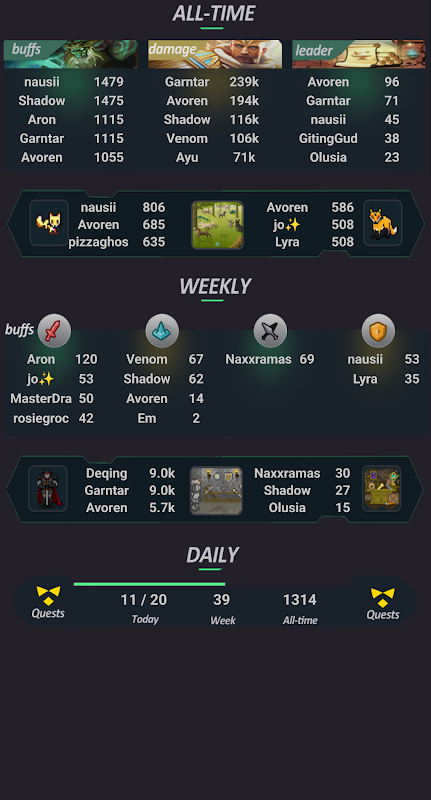 ALL-TIME
buffs damage leader
nausii 1479 Garntar 239k Avoren 96
Shadow 1475 Avoren 194k Garntar 71
Aron 1115 Shadow 116k nausii 45
Garntar 1115 Venom 106k GitingGud 38
Avoren 1055 Ayu 71k Olusia 23
nausii 806 Avoren 586
Avoren 685 jo✨ 508
pizzaghos 635 Lyra 508
WEEKLY
buffs
Aron 120 Venom 67 Naxxramas 69 nausii 53
jo✨ 53 Shadow 62 Lyra 35
MasterDra 50 Avoren 14
rosiegroc 42 Em 2
Deqing 9.0k Naxxramas 30
Garntar 9.0k Shadow 27
Avoren 5.7k Olusia 15
DAILY
Quests 11 / 20 39 1314 Quests
Today Week All-time